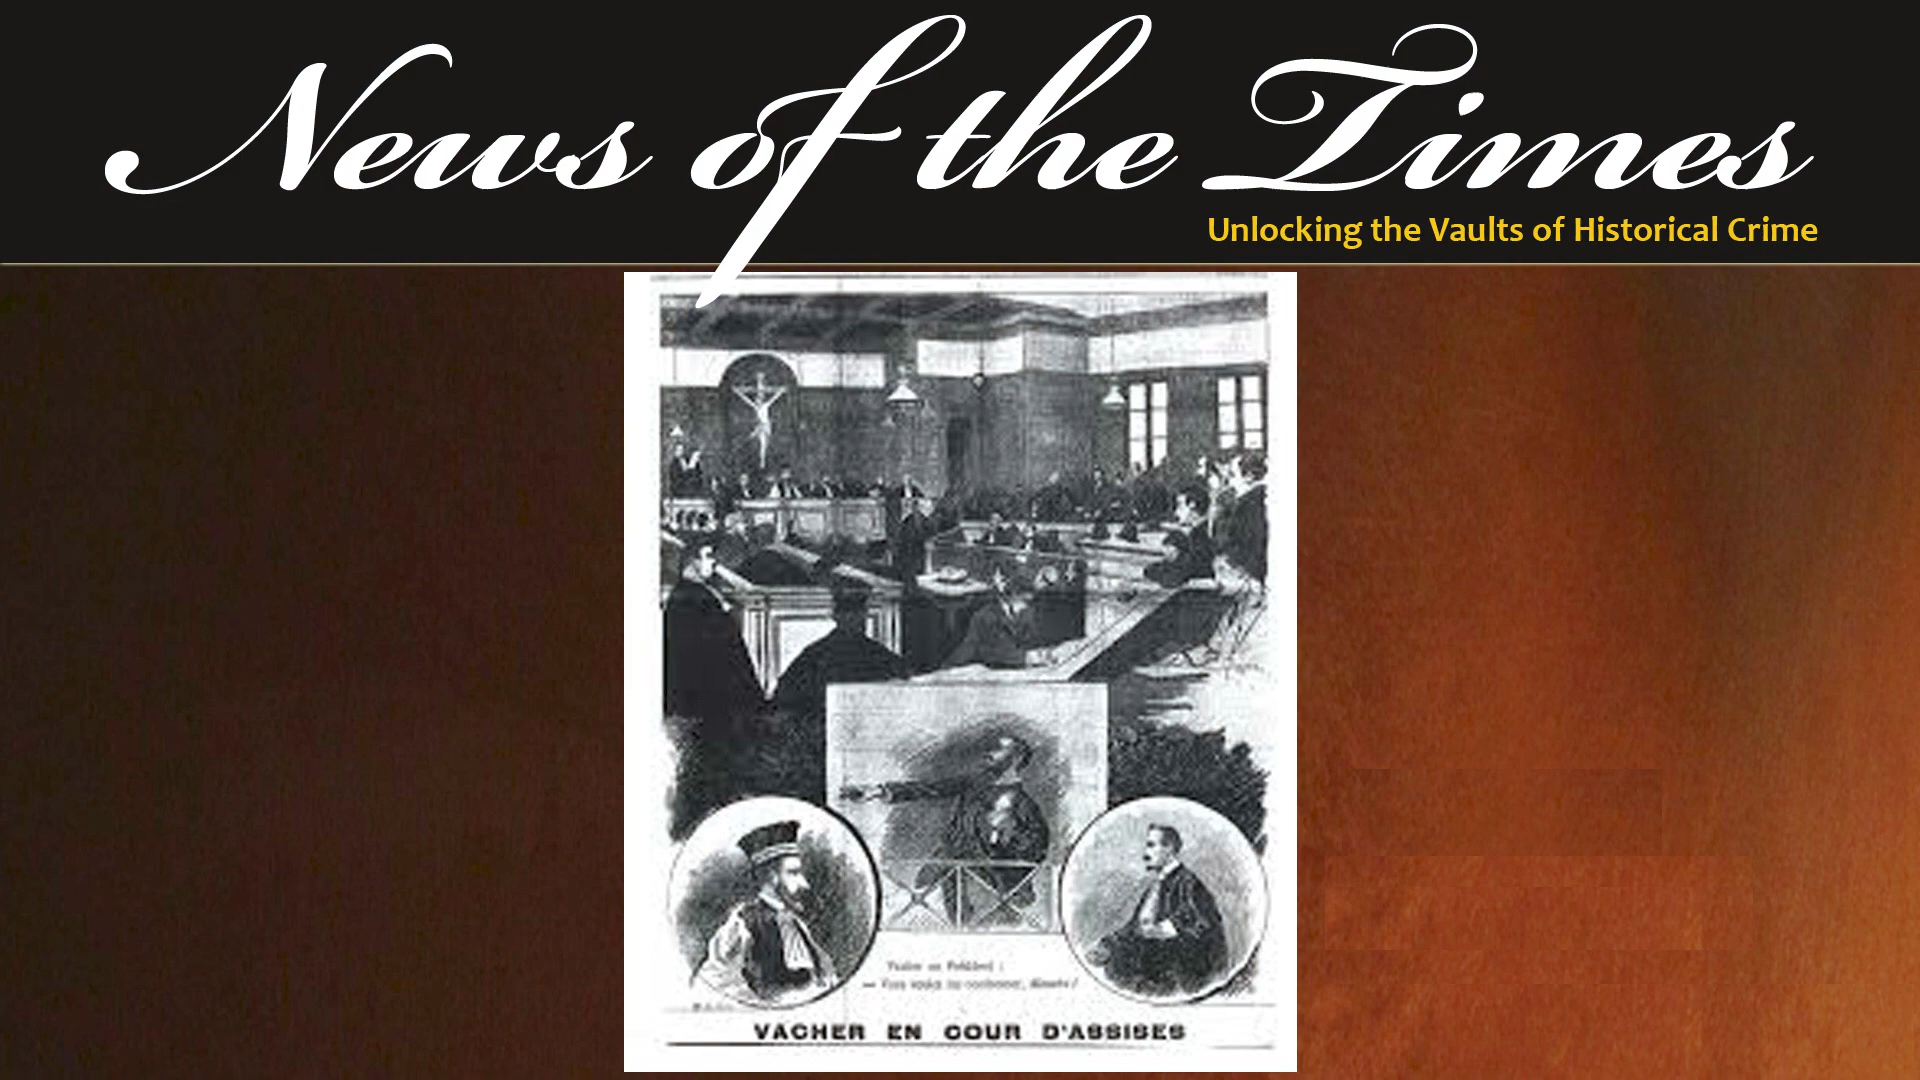 News of the Times
Unlocking the Vaults of Historical Crime
VACHER EN COUR D'ASSISES